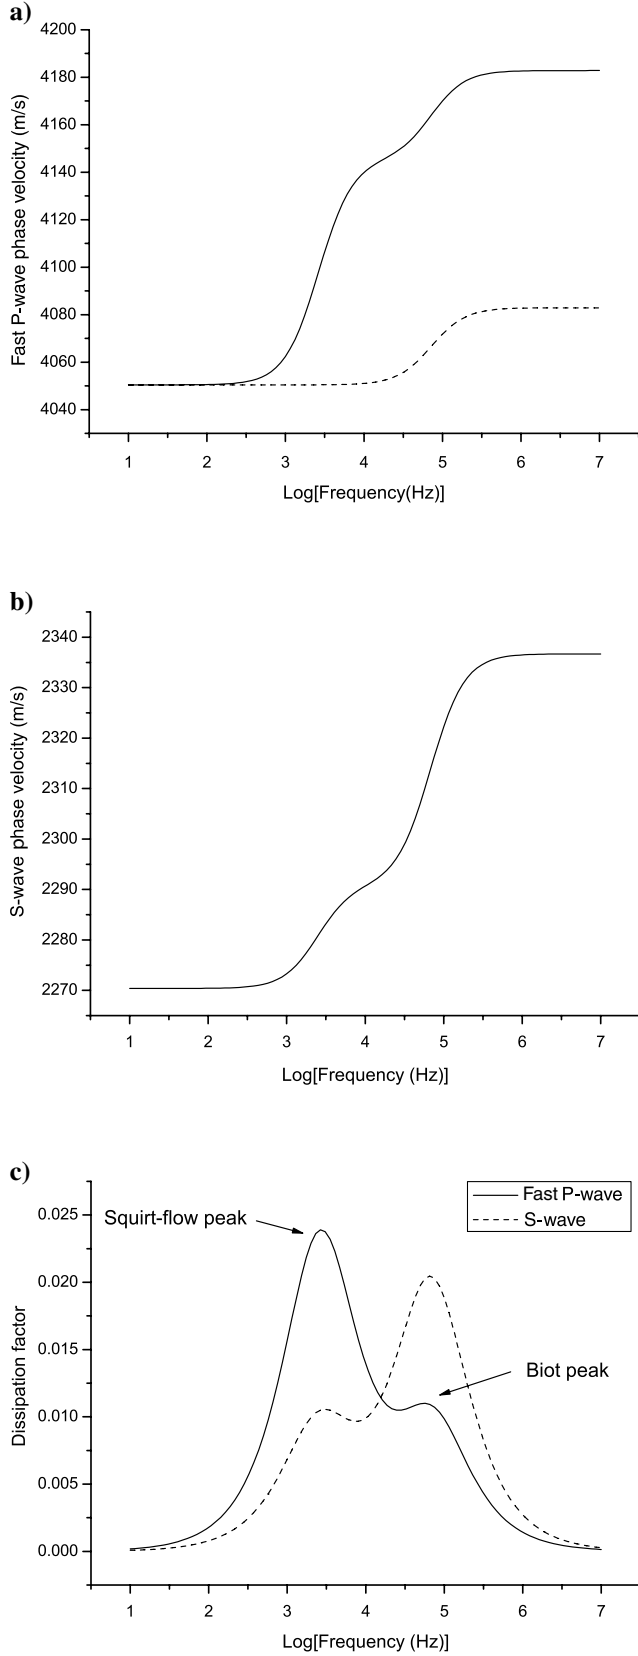 a)
4200
4180
4160
4140
4120
4100
4080
4060
4040
Fast P-wave phase velocity (m/s)
1 2 3 4 5 6 7
Log[Frequency(Hz)]
b)
2340
2330
2320
2310
2300
2290
2280
2270
S-wave phase velocity (m/s)
1 2 3 4 5 6 7
Log[Frequency (Hz)]
c)
Fast P-wave
S-wave
Squirt-flow peak
Biot peak
0.025
0.020
0.015
0.010
0.005
0.000
Dissipation factor
1 2 3 4 5 6 7
Log[Frequency (Hz)]